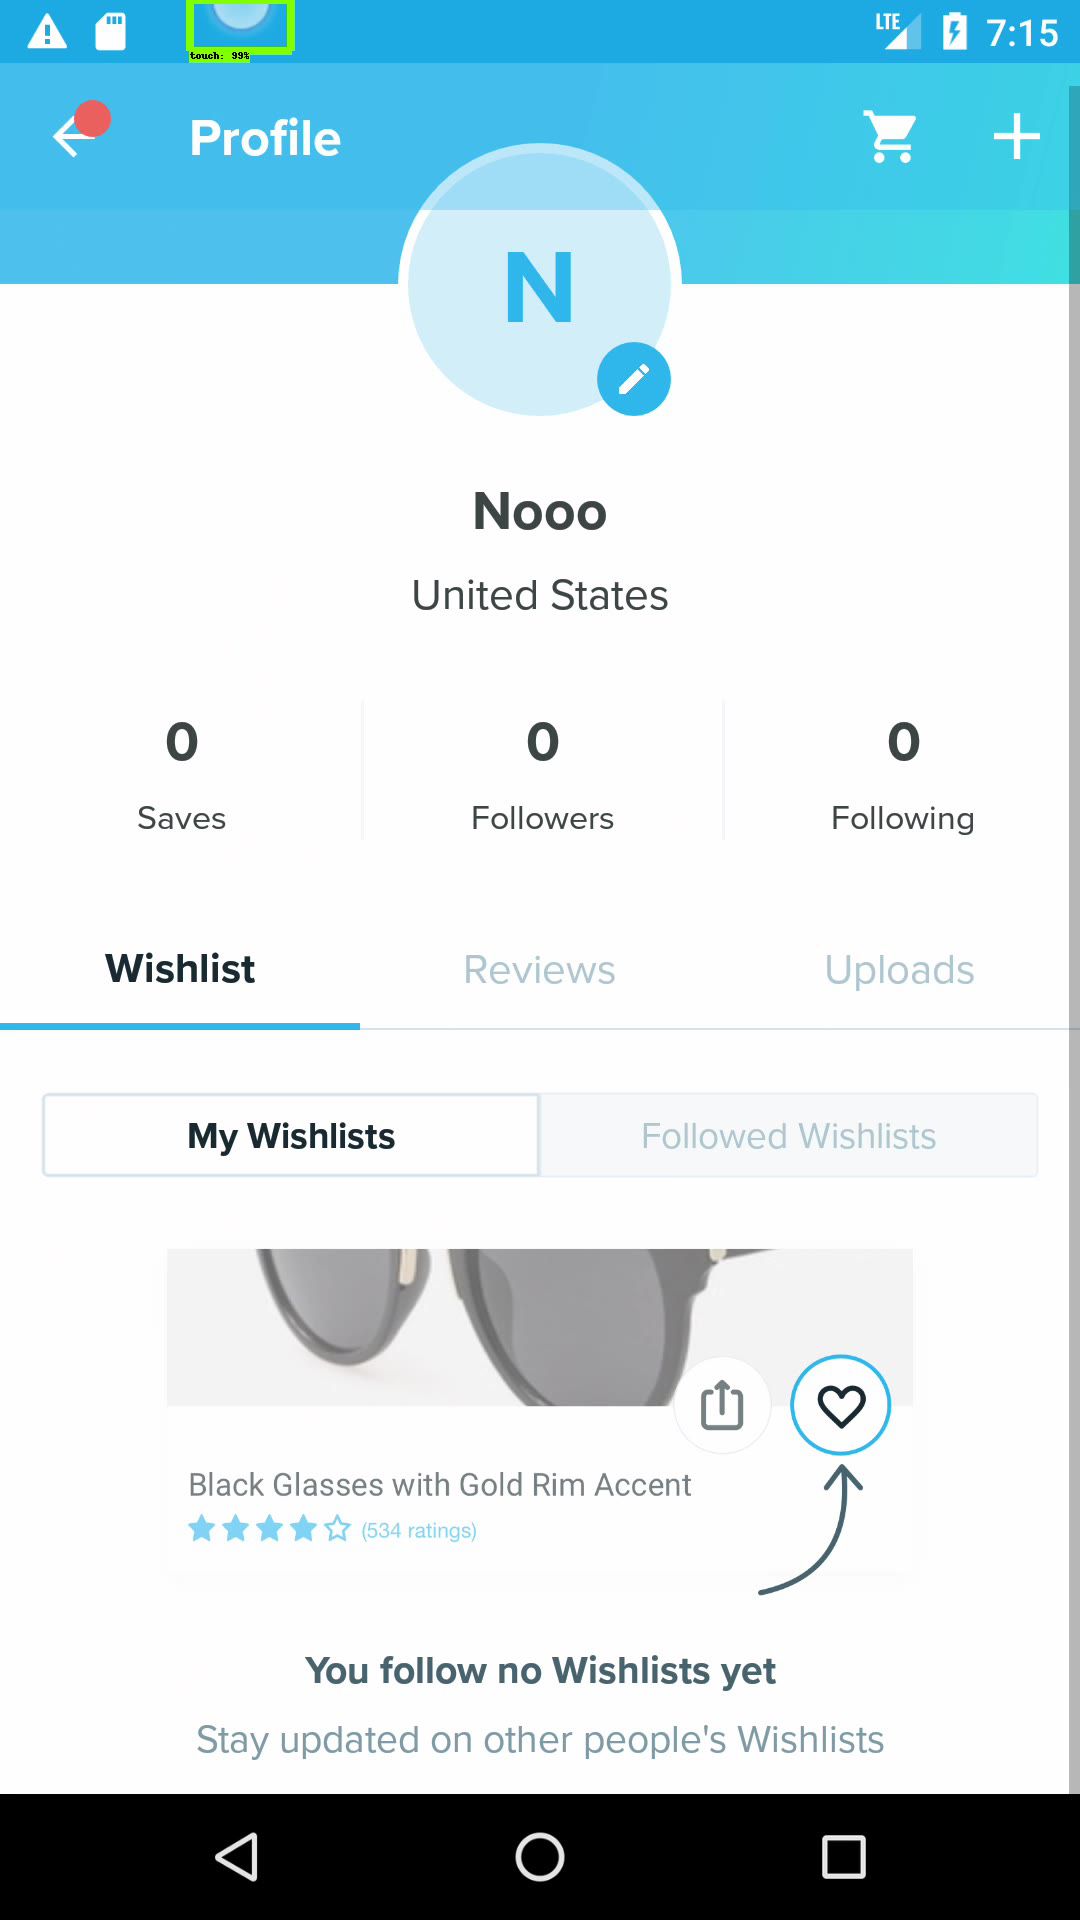 LTE 7:15
touch: 99%
Profile
N
Nooo
United States
0 0 0
Saves Followers Following
Wishlist Reviews Uploads
My Wishlists Followed Wishlists
Black Glasses with Gold Rim Accent
(534 ratings)
You follow no Wishlists yet
Stay updated on other people's Wishlists